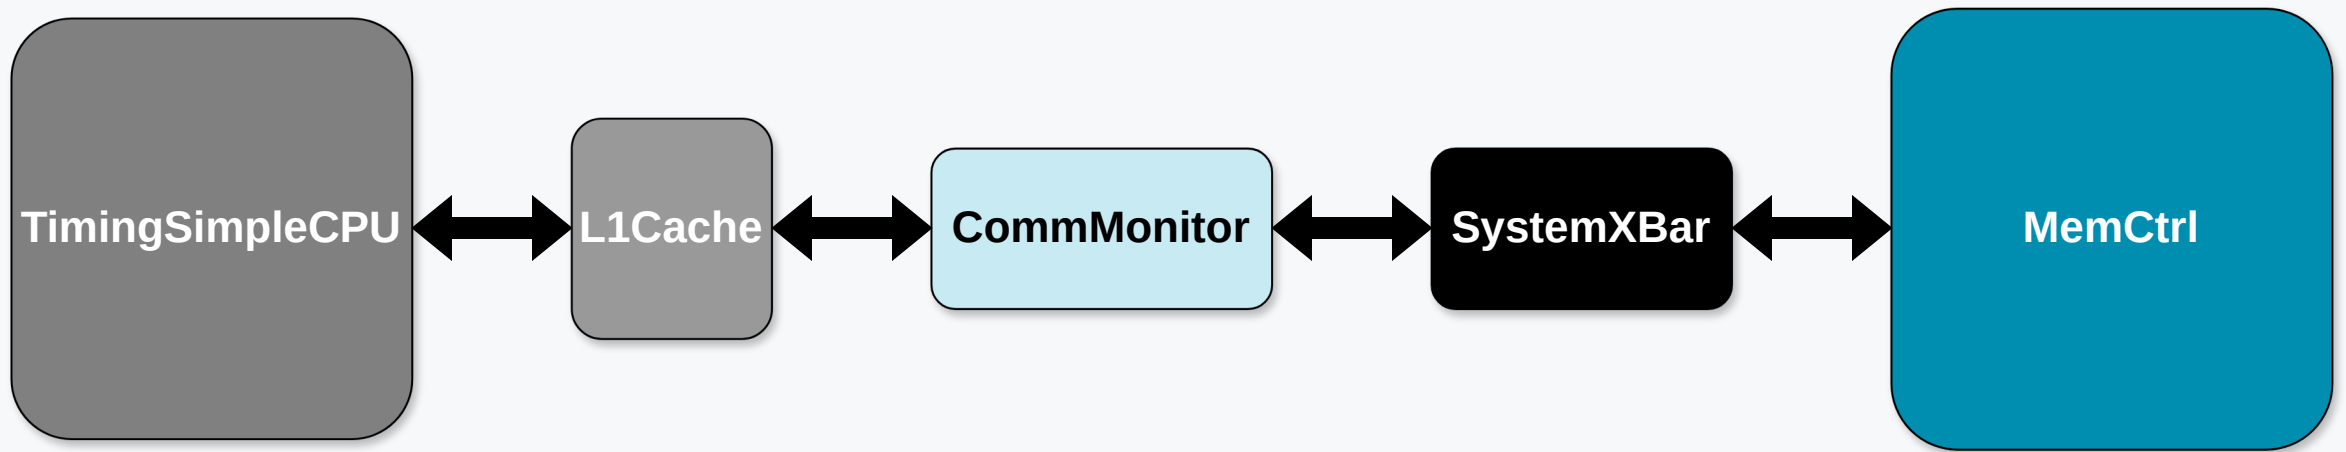 TimingSimpleCPU
L1Cache
CommMonitor
SystemXBar
MemCtrl